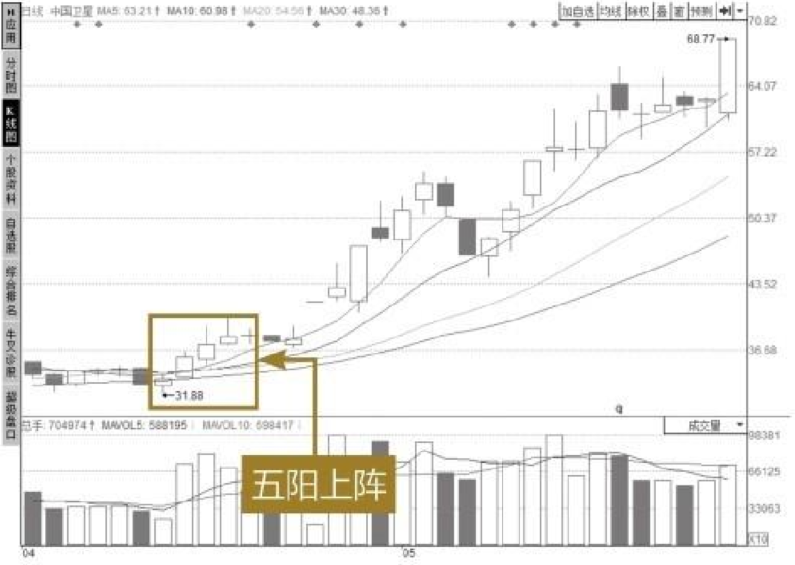 日线 中国卫星 MA5: 63.21↑ MA10: 60.98↑ MA20: 54.56↑ MA30: 48.36↑
加自选 均线 除权 叠 窗 预测
应用
分时图
K线图
个股资料
自选股
综合排名
牛叉诊股
超级盘口
70.82
68.77
64.07
57.22
50.37
43.52
36.68
31.88
q
总手: 704974↑ MAVOL5: 588195↓ MAVOL10: 698417↓
成交量
98381
66125
33063
X10
五阳上阵
04
05